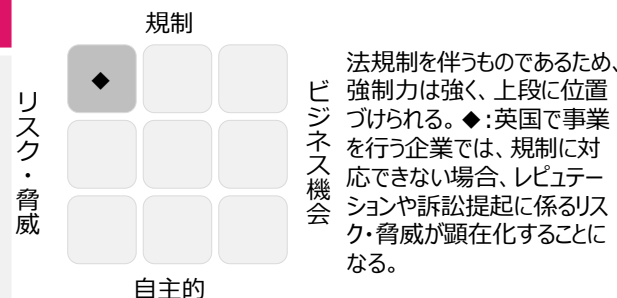 規制
◆
リスク・脅威
ビジネス機会
自主的
法規制を伴うものであるため、
強制力は強く、上段に位置
づけられる。◆：英国で事業
を行う企業では、規制に対
応できない場合、レピュテー
ションや訴訟提起に係るリス
ク・脅威が顕在化することに
なる。